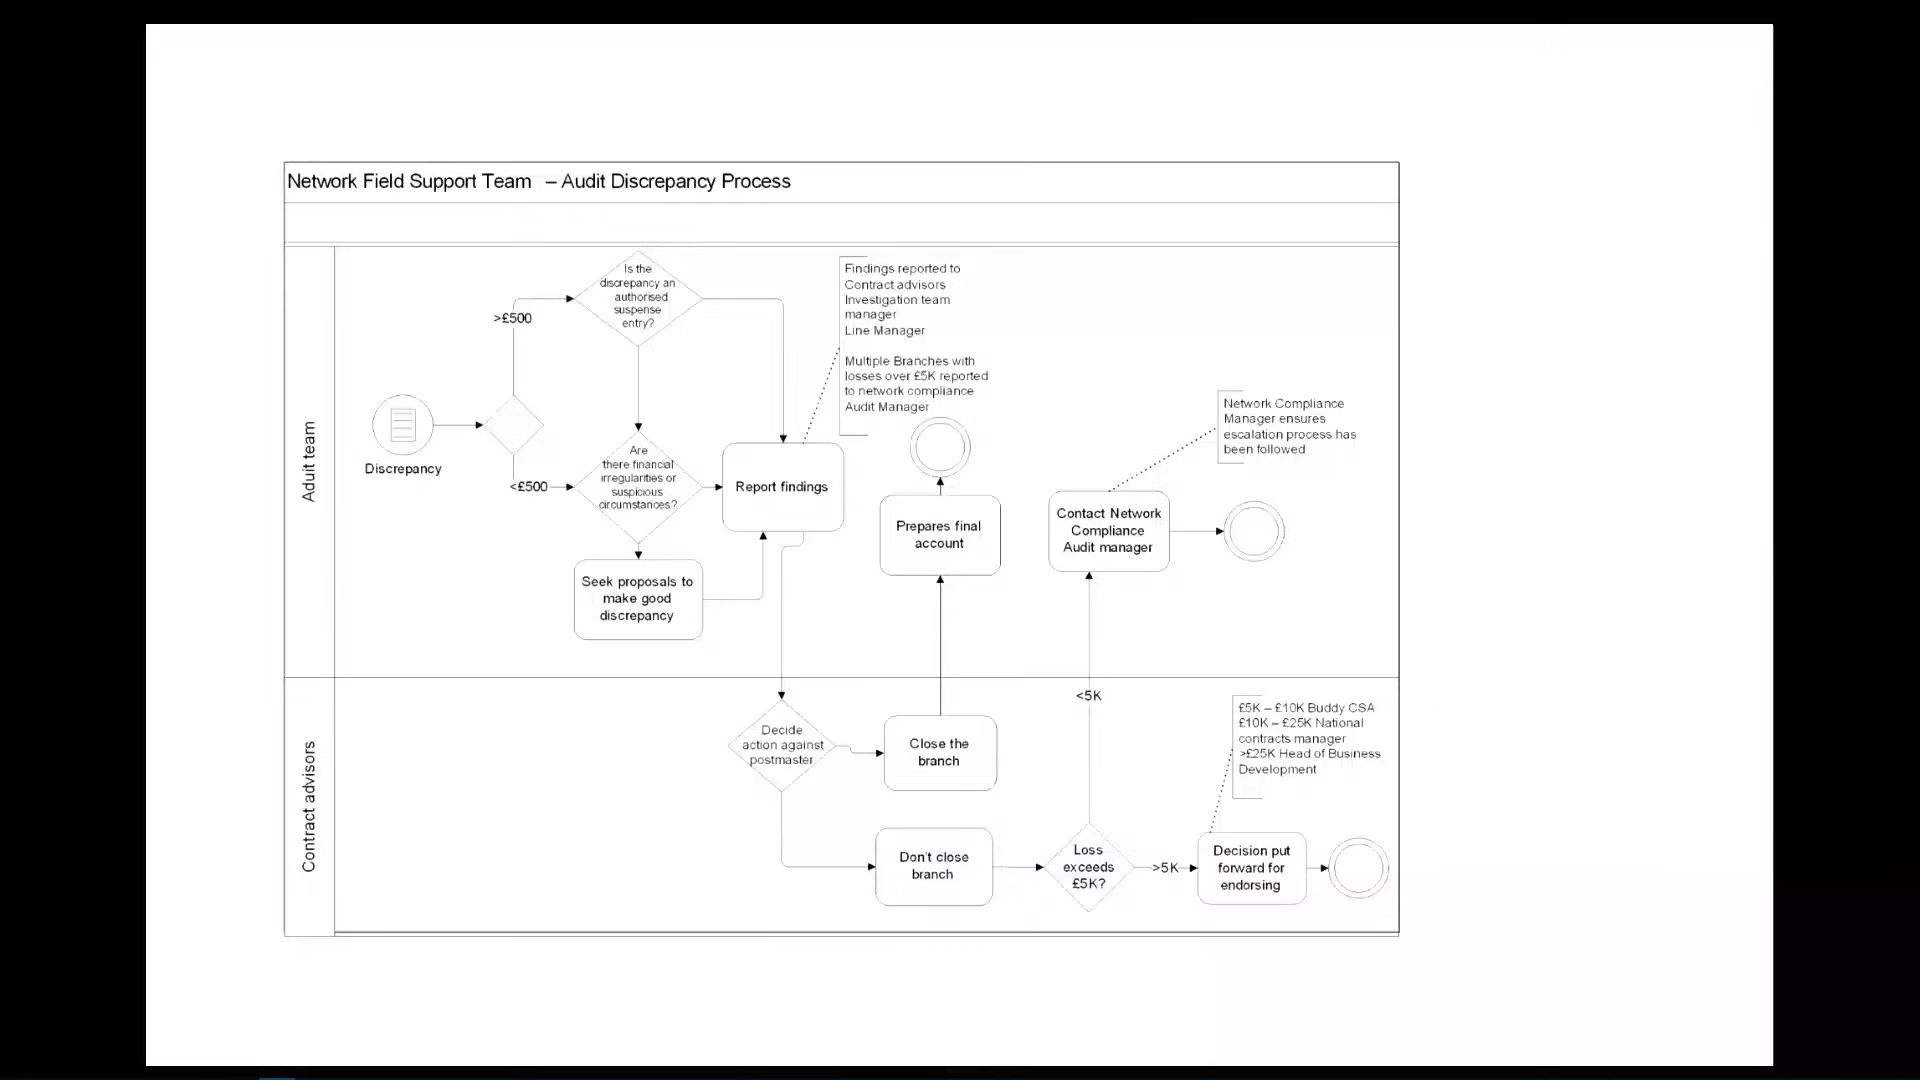 Network Field Support Team – Audit Discrepancy Process
Aduit team
Discrepancy
>£500
<£500
Is the
discrepancy an
authorised
suspense
entry?
Are
there financial
irregularities or
suspicious
circumstances?
Seek proposals to
make good
discrepancy
Report findings
Findings reported to
Contract advisors
Investigation team
manager
Line Manager
Multiple Branches with
losses over £5K reported
to network compliance
Audit Manager
Prepares final
account
Contact Network
Compliance
Audit manager
Network Compliance
Manager ensures
escalation process has
been followed
Contract advisors
Decide
action against
postmaster
Close the
branch
Don't close
branch
<5K
Loss
exceeds
£5K?
>5K
Decision put
forward for
endorsing
£5K – £10K Buddy CSA
£10K – £25K National
contracts manager
>£25K Head of Business
Development